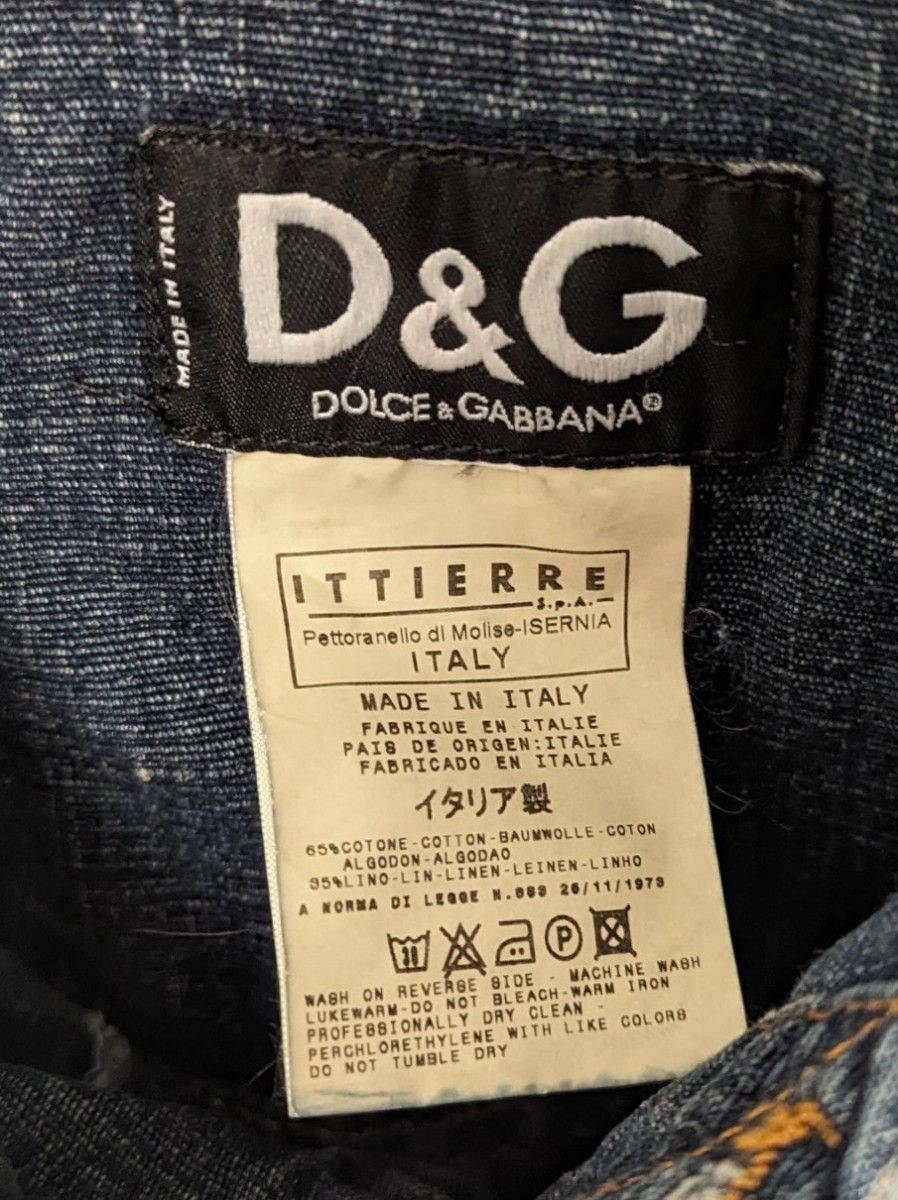 MADE IN ITALY
D&G
DOLCE & GABBANA®
ITTIERRE
S.p.A.
Pettoranello di Molise-ISERNIA
ITALY
MADE IN ITALY
FABRIQUE EN ITALIE
PAIS DE ORIGEN:ITALIE
FABRICADO EN ITALIA
イタリア製
65%COTONE-COTTON-BAUMWOLLE-COTON
ALGODON-ALGODAO
35%LINO-LIN-LINEN-LEINEN-LINHO
A NORMA DI LEGGE N.883 26/11/1973
30
P
WASH ON REVERSE SIDE - MACHINE WASH
LUKEWARM-DO NOT BLEACH-WARM IRON
PROFESSIONALLY DRY CLEAN -
PERCHLORETHYLENE WITH LIKE COLORS
DO NOT TUMBLE DRY